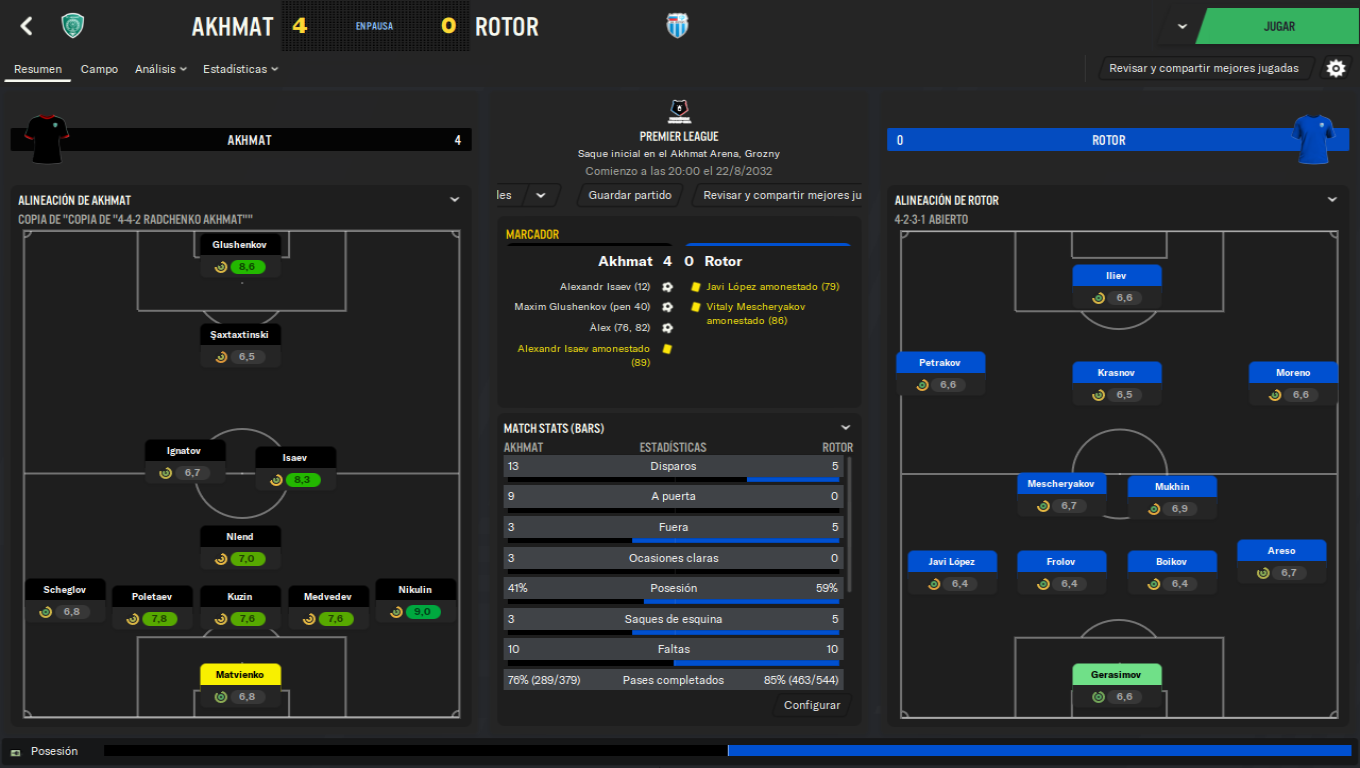 AKHMAT 4 EN PAUSA 0 ROTOR
JUGAR
Resumen Campo Análisis Estadísticas
Revisar y compartir mejores jugadas
AKHMAT 4
PREMIER LEAGUE
Saque inicial en el Akhmat Arena, Grozny
Comienzo a las 20:00 el 22/8/2032
0 ROTOR
les Guardar partido Revisar y compartir mejores ju
ALINEACIÓN DE AKHMAT
COPIA DE "COPIA DE "4-4-2 RADCHENKO AKHMAT""
Glushenkov
8,6
Şaxtaxtinski
6,5
Ignatov
6,7
Isaev
8,3
Nlend
7,0
Scheglov
6,8
Poletaev
7,8
Kuzin
7,6
Medvedev
7,6
Nikulin
9,0
Matvienko
6,8
MARCADOR
Akhmat 4 0 Rotor
Alexandr Isaev (12)
Maxim Glushenkov (pen 40)
Àlex (76, 82)
Alexandr Isaev amonestado
(89)
Javi López amonestado (79)
Vitaly Mescheryakov
amonestado (86)
MATCH STATS (BARS)
AKHMAT ESTADÍSTICAS ROTOR
13 Disparos 5
9 A puerta 0
3 Fuera 5
3 Ocasiones claras 0
41% Posesión 59%
3 Saques de esquina 5
10 Faltas 10
76% (289/379) Pases completados 85% (463/544)
Configurar
ALINEACIÓN DE ROTOR
4-2-3-1 ABIERTO
Iliev
6,6
Petrakov
6,6
Krasnov
6,5
Moreno
6,6
Mescheryakov
6,7
Mukhin
6,9
Javi López
6,4
Frolov
6,4
Boikov
6,4
Areso
6,7
Gerasimov
6,6
Posesión